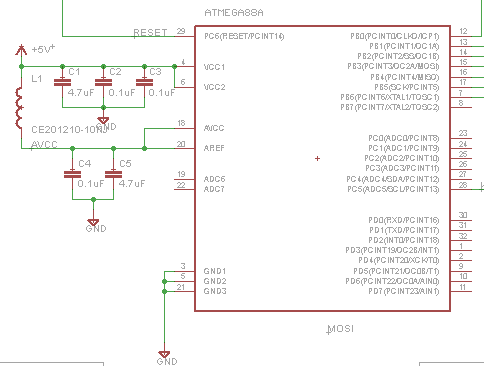 ATMEGA88A
RESET 29 PC6(RESET/PCINT14)
+5V
L1
C1 C2 C3
4.7uF 0.1uF 0.1uF
GND
4 VCC1
6 VCC2
CE201210-10NJ
AVCC
18 AVCC
20 AREF
C4 C5
0.1uF 4.7uF
GND
19 ADC6
22 ADC7
3 GND1
5 GND2
21 GND3
GND
PB0(PCINT0/CLKO/ICP1) 12
PB1(PCINT1/OC1A) 13
PB2(PCINT2/SS/OC1B) 14
PB3(PCINT3/OC2A/MOSI) 15
PB4(PCINT4/MISO) 16
PB5(SCK/PCINT5) 17
PB6(PCINT6/XTAL1/TOSC1) 7
PB7(PCINT7/XTAL2/TOSC2) 8
PC0(ADC0/PCINT8) 23
PC1(ADC1/PCINT9) 24
PC2(ADC2/PCINT10) 25
PC3(ADC3/PCINT11) 26
PC4(ADC4/SDA/PCINT12) 27
PC5(ADC5/SCL/PCINT13) 28
PD0(RXD/PCINT16) 30
PD1(TXD/PCINT17) 31
PD2(INT0/PCINT18) 32
PD3(PCINT19/OC2B/INT1) 1
PD4(PCINT20/XCK/T0) 2
PD5(PCINT21/OC0B/T1) 9
PD6(PCINT22/OC0A/AIN0) 10
PD7(PCINT23/AIN1) 11
MOSI